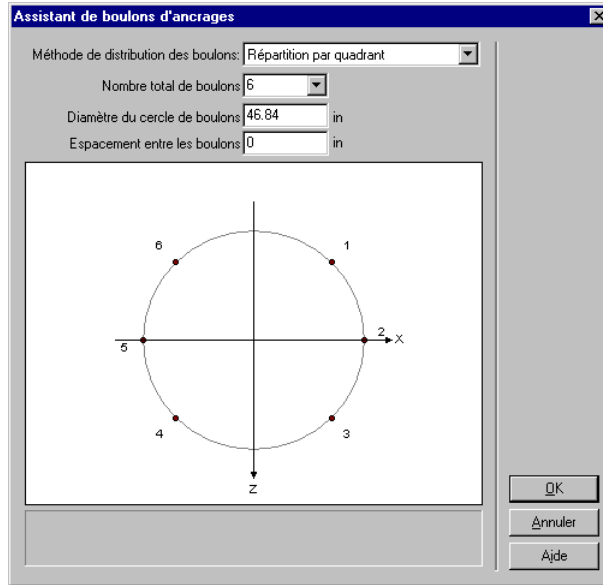 Assistant de boulons d'ancrages
Méthode de distribution des boulons: Répartition par quadrant
Nombre total de boulons 6
Diamètre du cercle de boulons 46.84 in
Espacement entre les boulons 0 in
6 1
5 2 X
4 3
Z
OK
Annuler
Aide